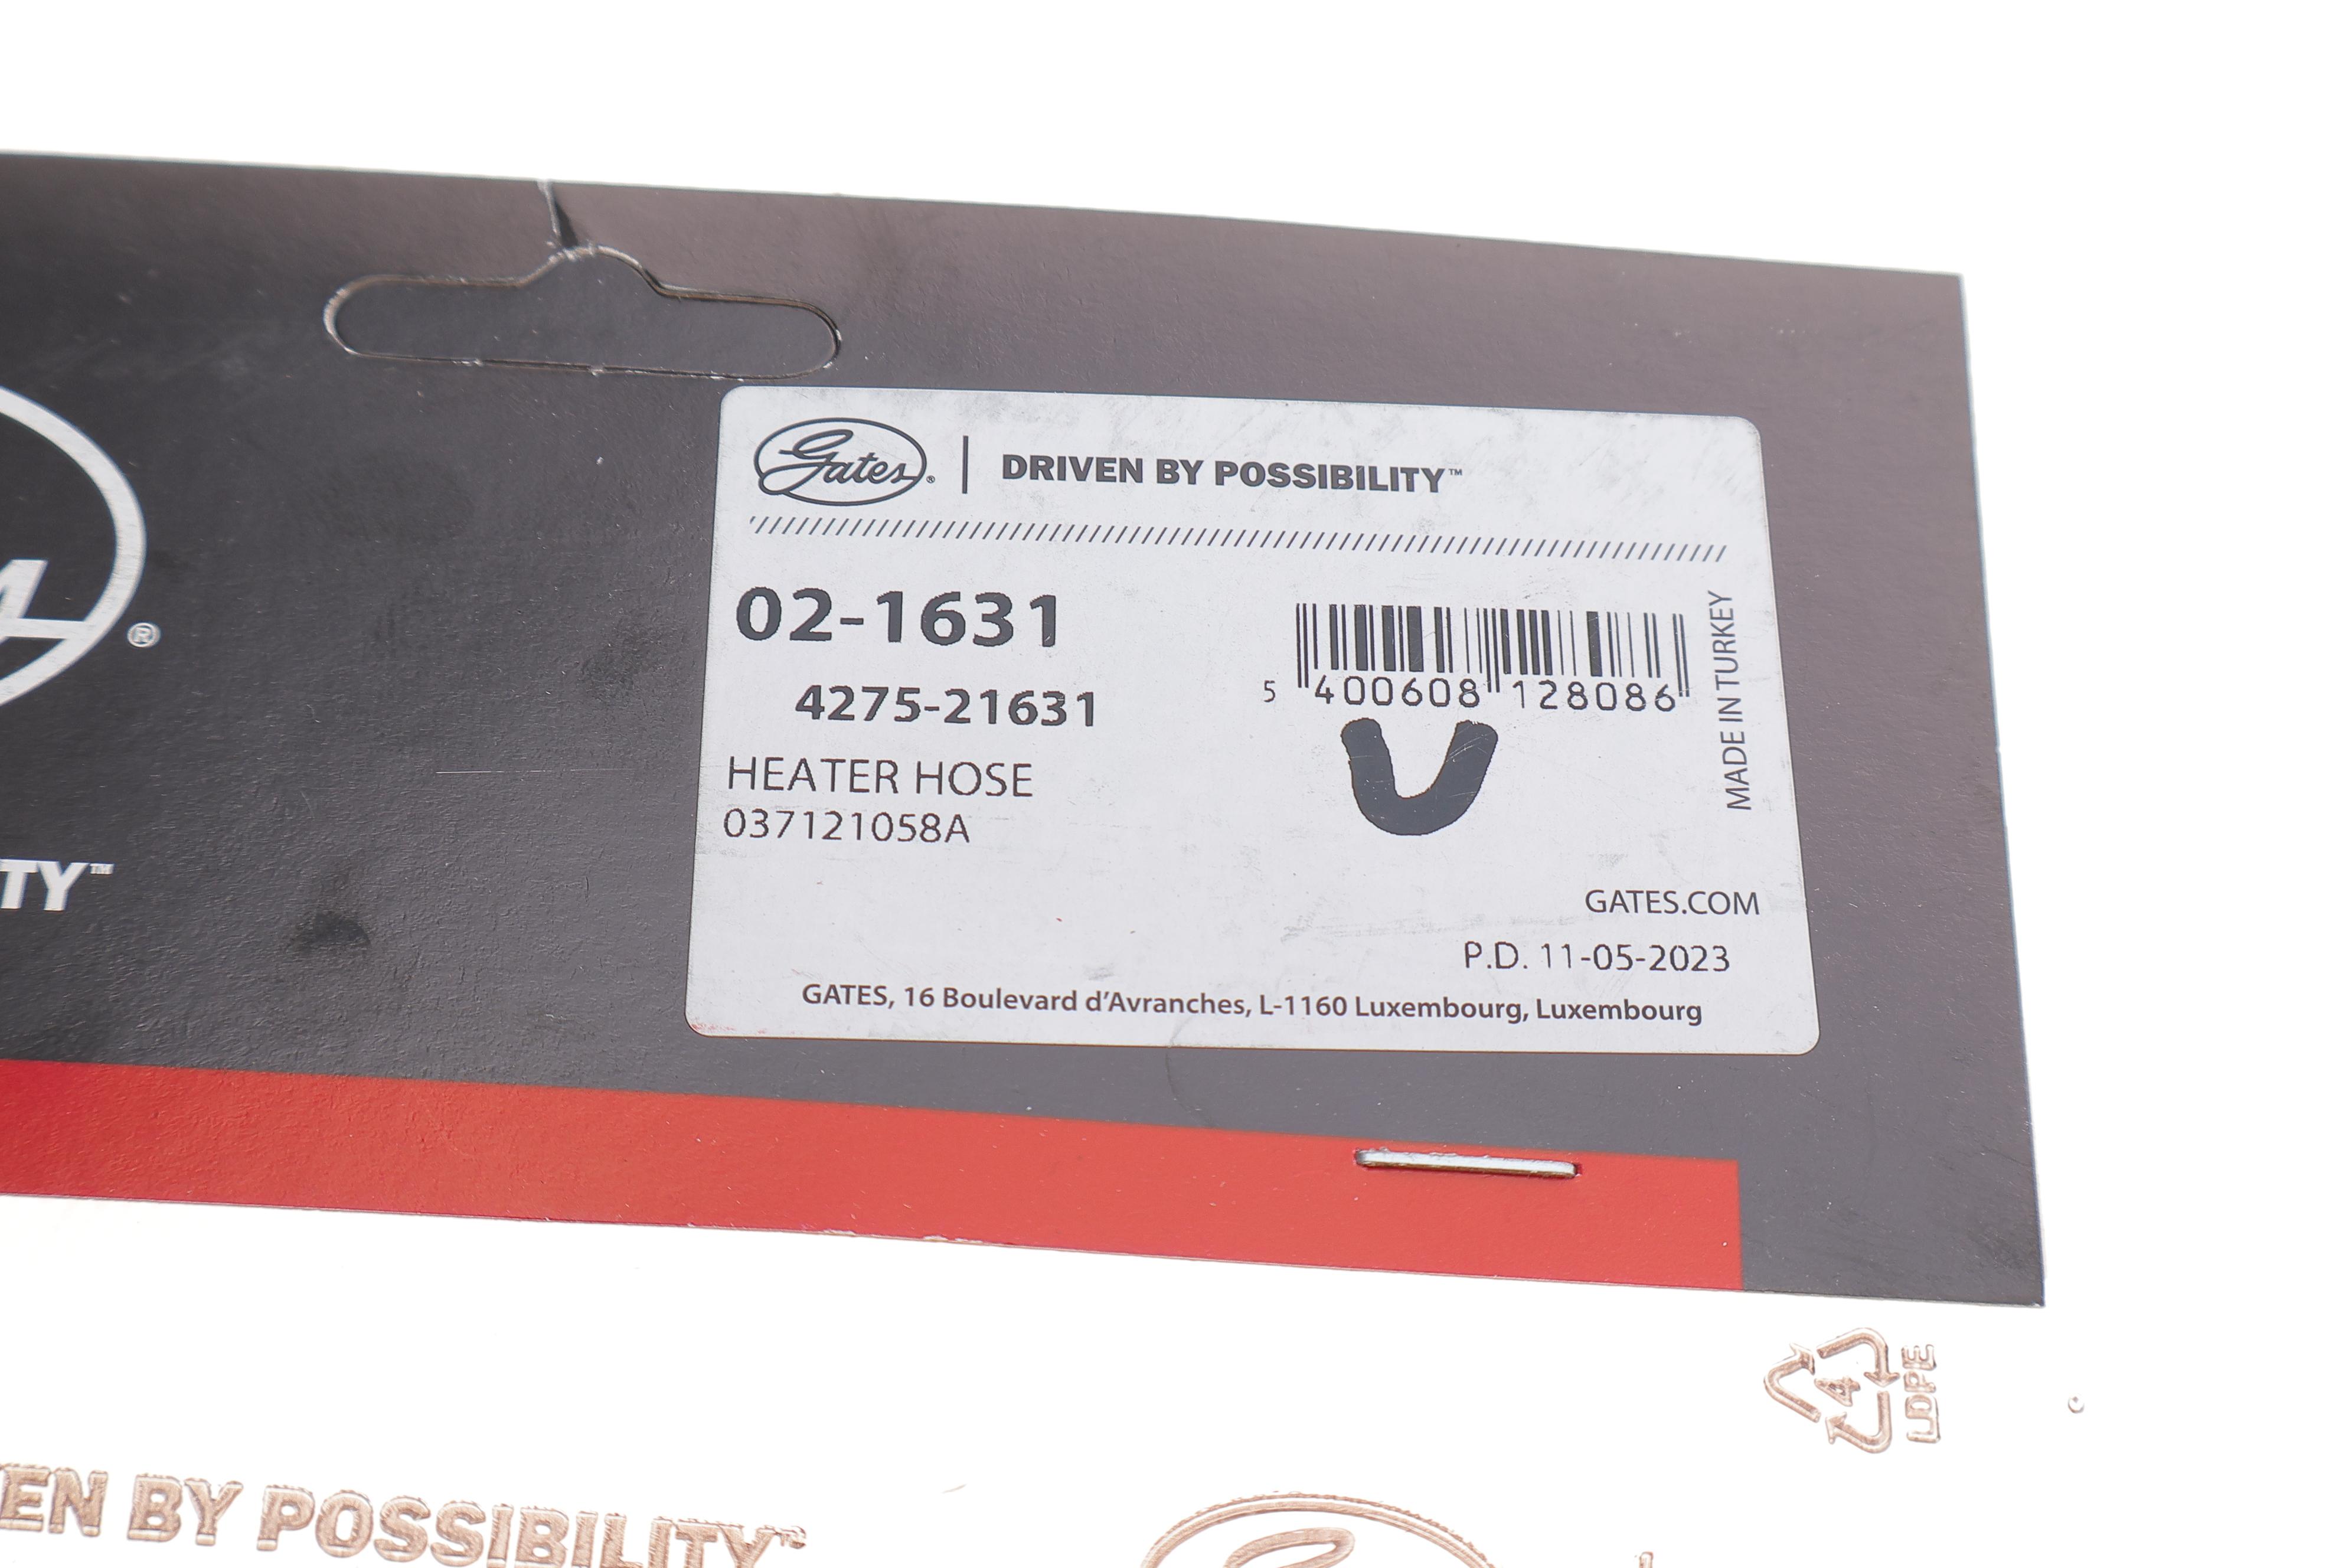 ®
TY™
Gates® | DRIVEN BY POSSIBILITY™
02-1631
4275-21631
HEATER HOSE
037121058A
5 400608 128086
MADE IN TURKEY
GATES.COM
P.D. 11-05-2023
GATES, 16 Boulevard d'Avranches, L-1160 Luxembourg, Luxembourg
4
LDPE
EN BY POSSIBILITY™